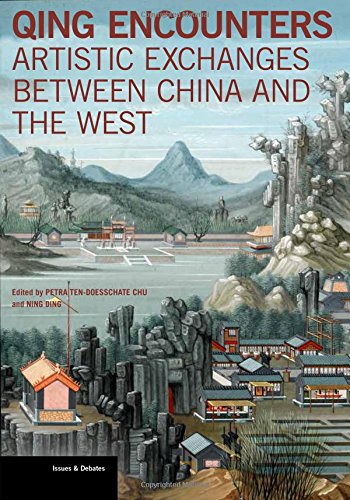 QING ENCOUNTERS
ARTISTIC EXCHANGES
BETWEEN CHINA AND
THE WEST
Edited by PETRA TEN-DOESSCHATE CHU
and NING DING
Issues & Debates